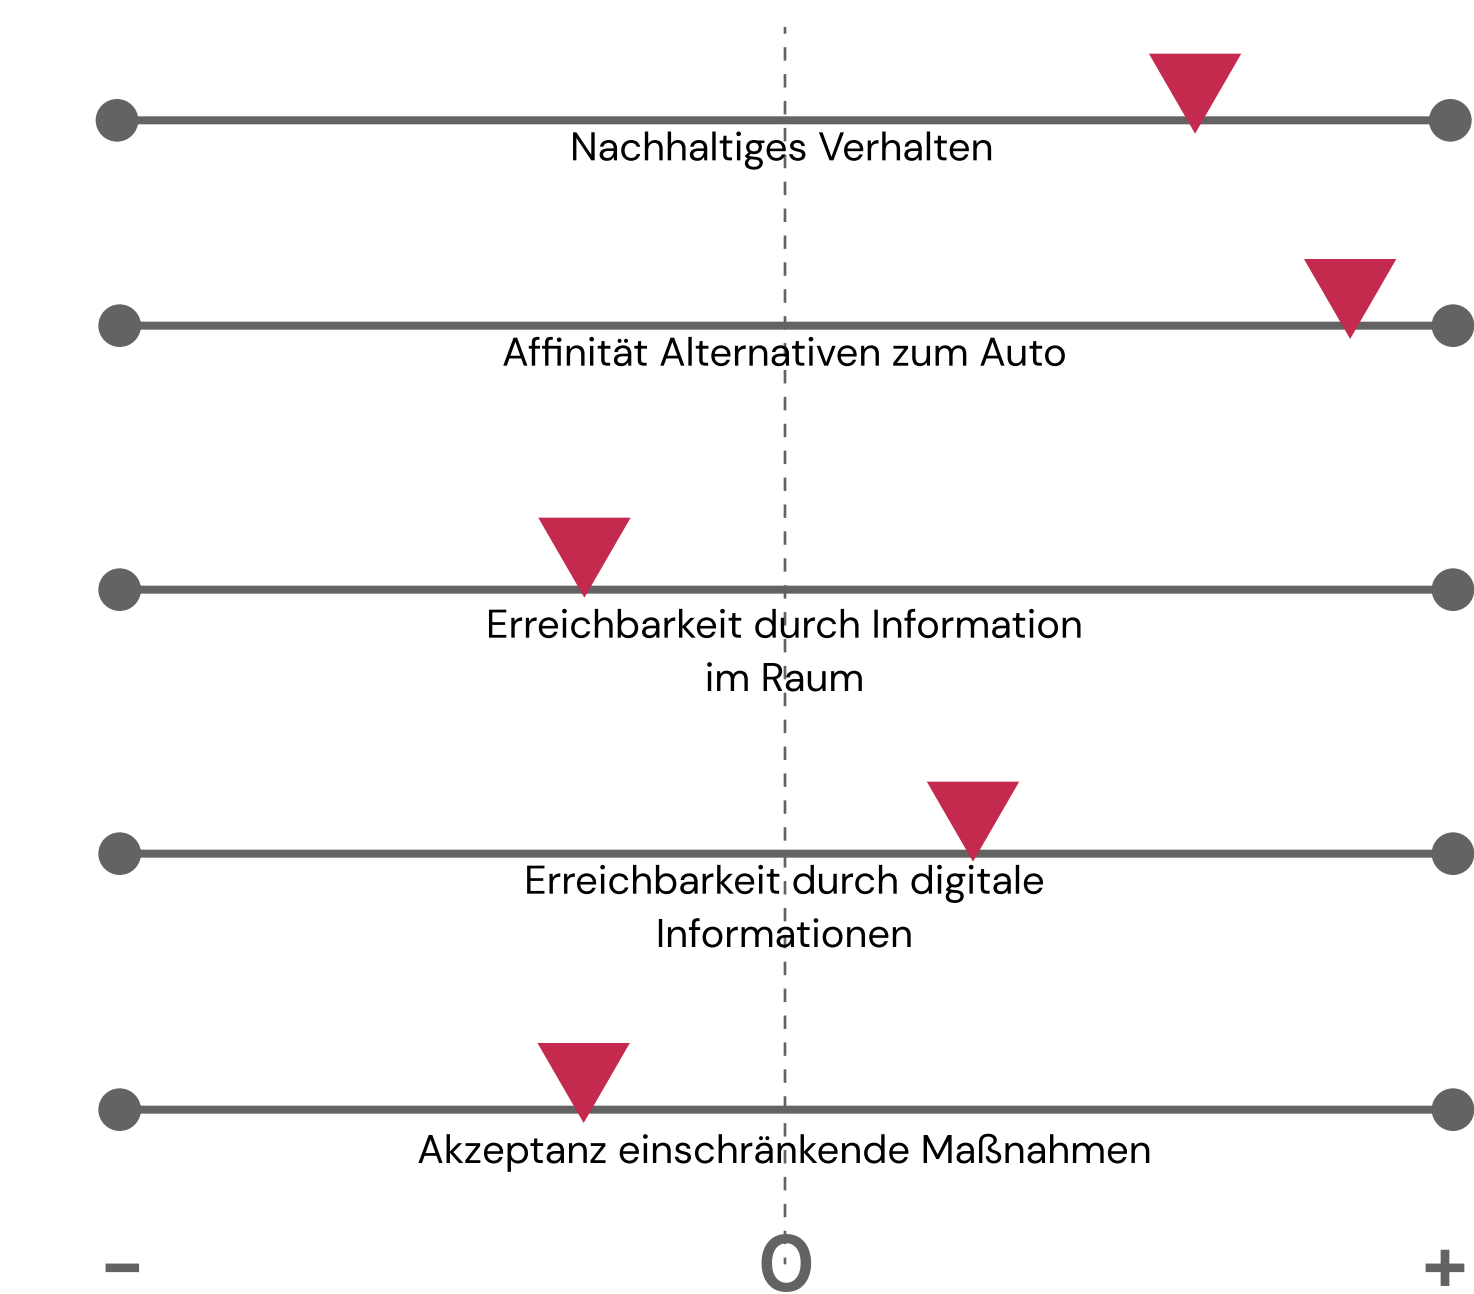 Nachhaltiges Verhalten
Affinität Alternativen zum Auto
Erreichbarkeit durch Information
im Raum
Erreichbarkeit durch digitale
Informationen
Akzeptanz einschränkende Maßnahmen
– 0 +